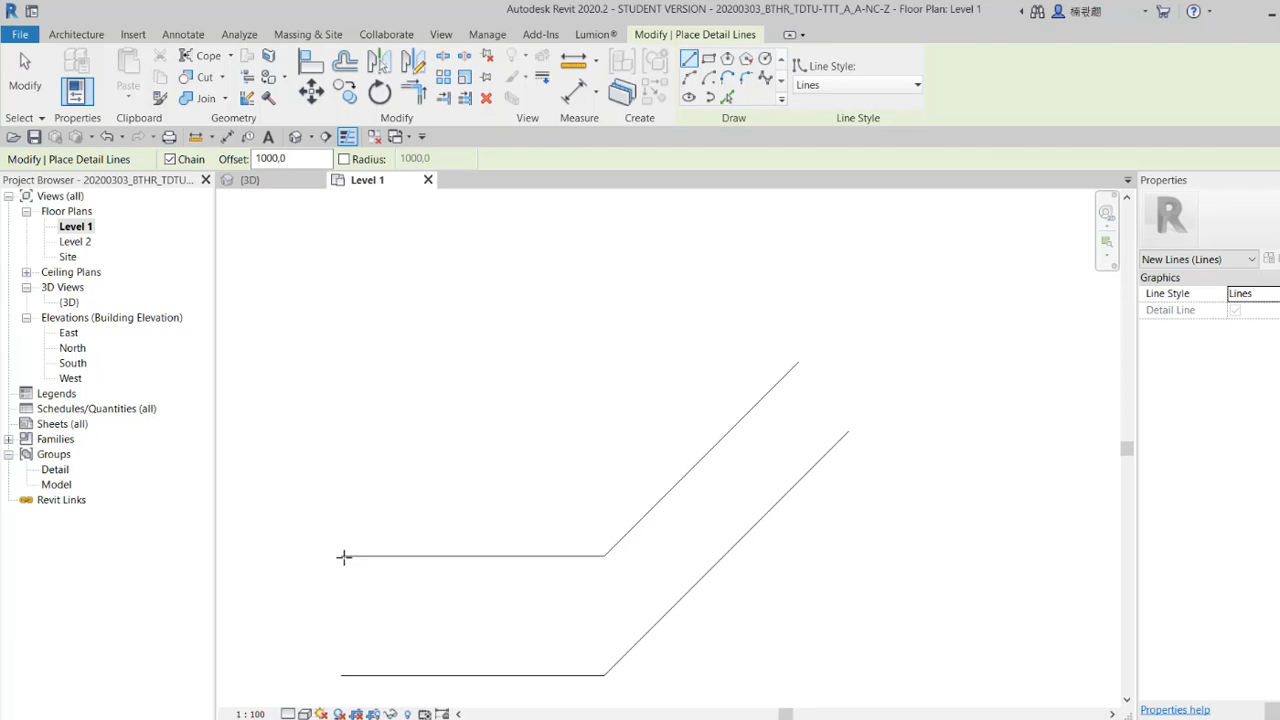 Autodesk Revit 2020.2 - STUDENT VERSION - 20200303_BTHR_TDTU-TTT_A_A-NC-Z - Floor Plan: Level 1
File Architecture Insert Annotate Analyze Massing & Site Collaborate View Manage Add-Ins Lumion® Modify | Place Detail Lines
Modify
Paste
Cope
Cut
Join
Line Style:
Lines
Select Properties Clipboard Geometry Modify View Measure Create Draw Line Style
Modify | Place Detail Lines Chain Offset: 1000,0 Radius: 1000,0
Project Browser - 20200303_BTHR_TDTU-...
{3D}
Level 1
Properties
Views (all)
Floor Plans
Level 1
Level 2
Site
Ceiling Plans
3D Views
{3D}
Elevations (Building Elevation)
East
North
South
West
Legends
Schedules/Quantities (all)
Sheets (all)
Families
Groups
Detail
Model
Revit Links
New Lines (Lines)
Graphics
Line Style Lines
Detail Line
1 : 100
Properties help